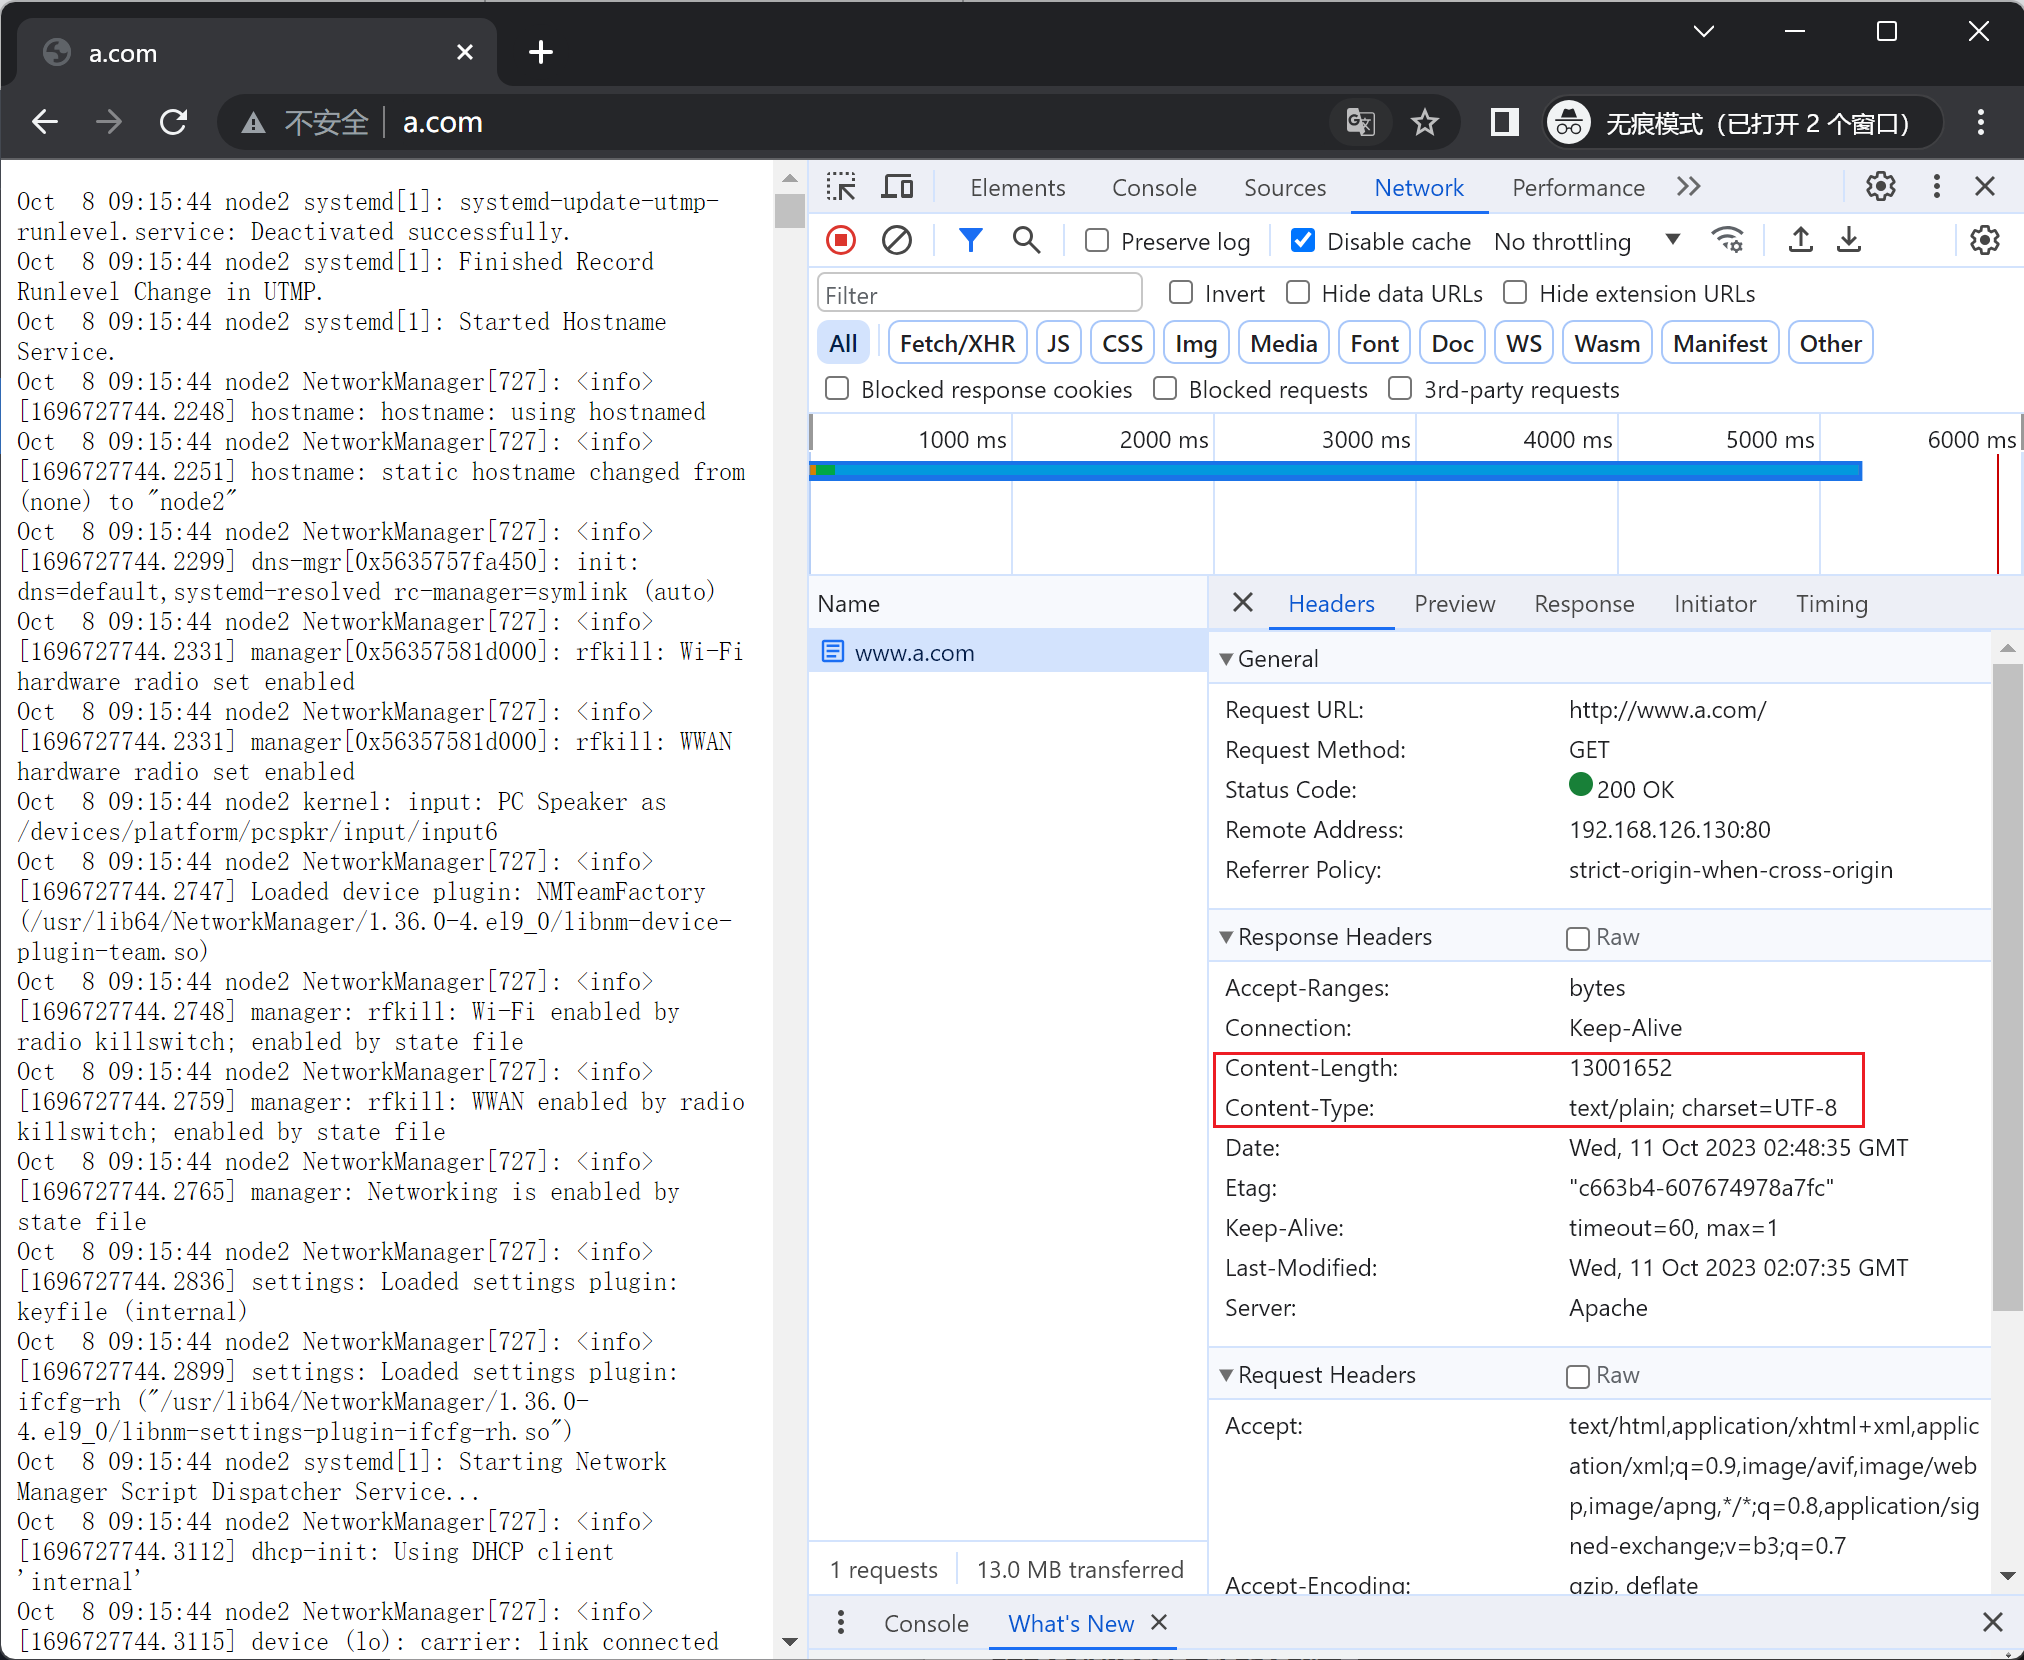 a.com
不安全
a.com
无痕模式（已打开 2 个窗口）
Oct  8 09:15:44 node2 systemd[1]: systemd-update-utmp-
runlevel.service: Deactivated successfully.
Oct  8 09:15:44 node2 systemd[1]: Finished Record
Runlevel Change in UTMP.
Oct  8 09:15:44 node2 systemd[1]: Started Hostname
Service.
Oct  8 09:15:44 node2 NetworkManager[727]: <info>
[1696727744.2248] hostname: hostname: using hostnamed
Oct  8 09:15:44 node2 NetworkManager[727]: <info>
[1696727744.2251] hostname: static hostname changed from
(none) to "node2"
Oct  8 09:15:44 node2 NetworkManager[727]: <info>
[1696727744.2299] dns-mgr[0x5635757fa450]: init:
dns=default,systemd-resolved rc-manager=symlink (auto)
Oct  8 09:15:44 node2 NetworkManager[727]: <info>
[1696727744.2331] manager[0x56357581d000]: rfkill: Wi-Fi
hardware radio set enabled
Oct  8 09:15:44 node2 NetworkManager[727]: <info>
[1696727744.2331] manager[0x56357581d000]: rfkill: WWAN
hardware radio set enabled
Oct  8 09:15:44 node2 kernel: input: PC Speaker as
/devices/platform/pcspkr/input/input6
Oct  8 09:15:44 node2 NetworkManager[727]: <info>
[1696727744.2747] Loaded device plugin: NMTeamFactory
(/usr/lib64/NetworkManager/1.36.0-4.el9_0/libnm-device-
plugin-team.so)
Oct  8 09:15:44 node2 NetworkManager[727]: <info>
[1696727744.2748] manager: rfkill: Wi-Fi enabled by
radio killswitch; enabled by state file
Oct  8 09:15:44 node2 NetworkManager[727]: <info>
[1696727744.2759] manager: rfkill: WWAN enabled by radio
killswitch; enabled by state file
Oct  8 09:15:44 node2 NetworkManager[727]: <info>
[1696727744.2765] manager: Networking is enabled by
state file
Oct  8 09:15:44 node2 NetworkManager[727]: <info>
[1696727744.2836] settings: Loaded settings plugin:
keyfile (internal)
Oct  8 09:15:44 node2 NetworkManager[727]: <info>
[1696727744.2899] settings: Loaded settings plugin:
ifcfg-rh ("/usr/lib64/NetworkManager/1.36.0-
4.el9_0/libnm-settings-plugin-ifcfg-rh.so")
Oct  8 09:15:44 node2 systemd[1]: Starting Network
Manager Script Dispatcher Service...
Oct  8 09:15:44 node2 NetworkManager[727]: <info>
[1696727744.3112] dhcp-init: Using DHCP client
'internal'
Oct  8 09:15:44 node2 NetworkManager[727]: <info>
[1696727744.3115] device (lo): carrier: link connected
Elements Console Sources Network Performance
Preserve log Disable cache No throttling
Filter Invert Hide data URLs Hide extension URLs
All Fetch/XHR JS CSS Img Media Font Doc WS Wasm Manifest Other
Blocked response cookies Blocked requests 3rd-party requests
1000 ms 2000 ms 3000 ms 4000 ms 5000 ms 6000 ms
Name
www.a.com
Headers Preview Response Initiator Timing
General
Request URL: http://www.a.com/
Request Method: GET
Status Code: 200 OK
Remote Address: 192.168.126.130:80
Referrer Policy: strict-origin-when-cross-origin
Response Headers Raw
Accept-Ranges: bytes
Connection: Keep-Alive
Content-Length: 13001652
Content-Type: text/plain; charset=UTF-8
Date: Wed, 11 Oct 2023 02:48:35 GMT
Etag: "c663b4-607674978a7fc"
Keep-Alive: timeout=60, max=1
Last-Modified: Wed, 11 Oct 2023 02:07:35 GMT
Server: Apache
Request Headers Raw
Accept: text/html,application/xhtml+xml,applic
ation/xml;q=0.9,image/avif,image/web
p,image/apng,*/*;q=0.8,application/sig
ned-exchange;v=b3;q=0.7
Accept-Encoding: gzip, deflate
1 requests 13.0 MB transferred
Console What's New